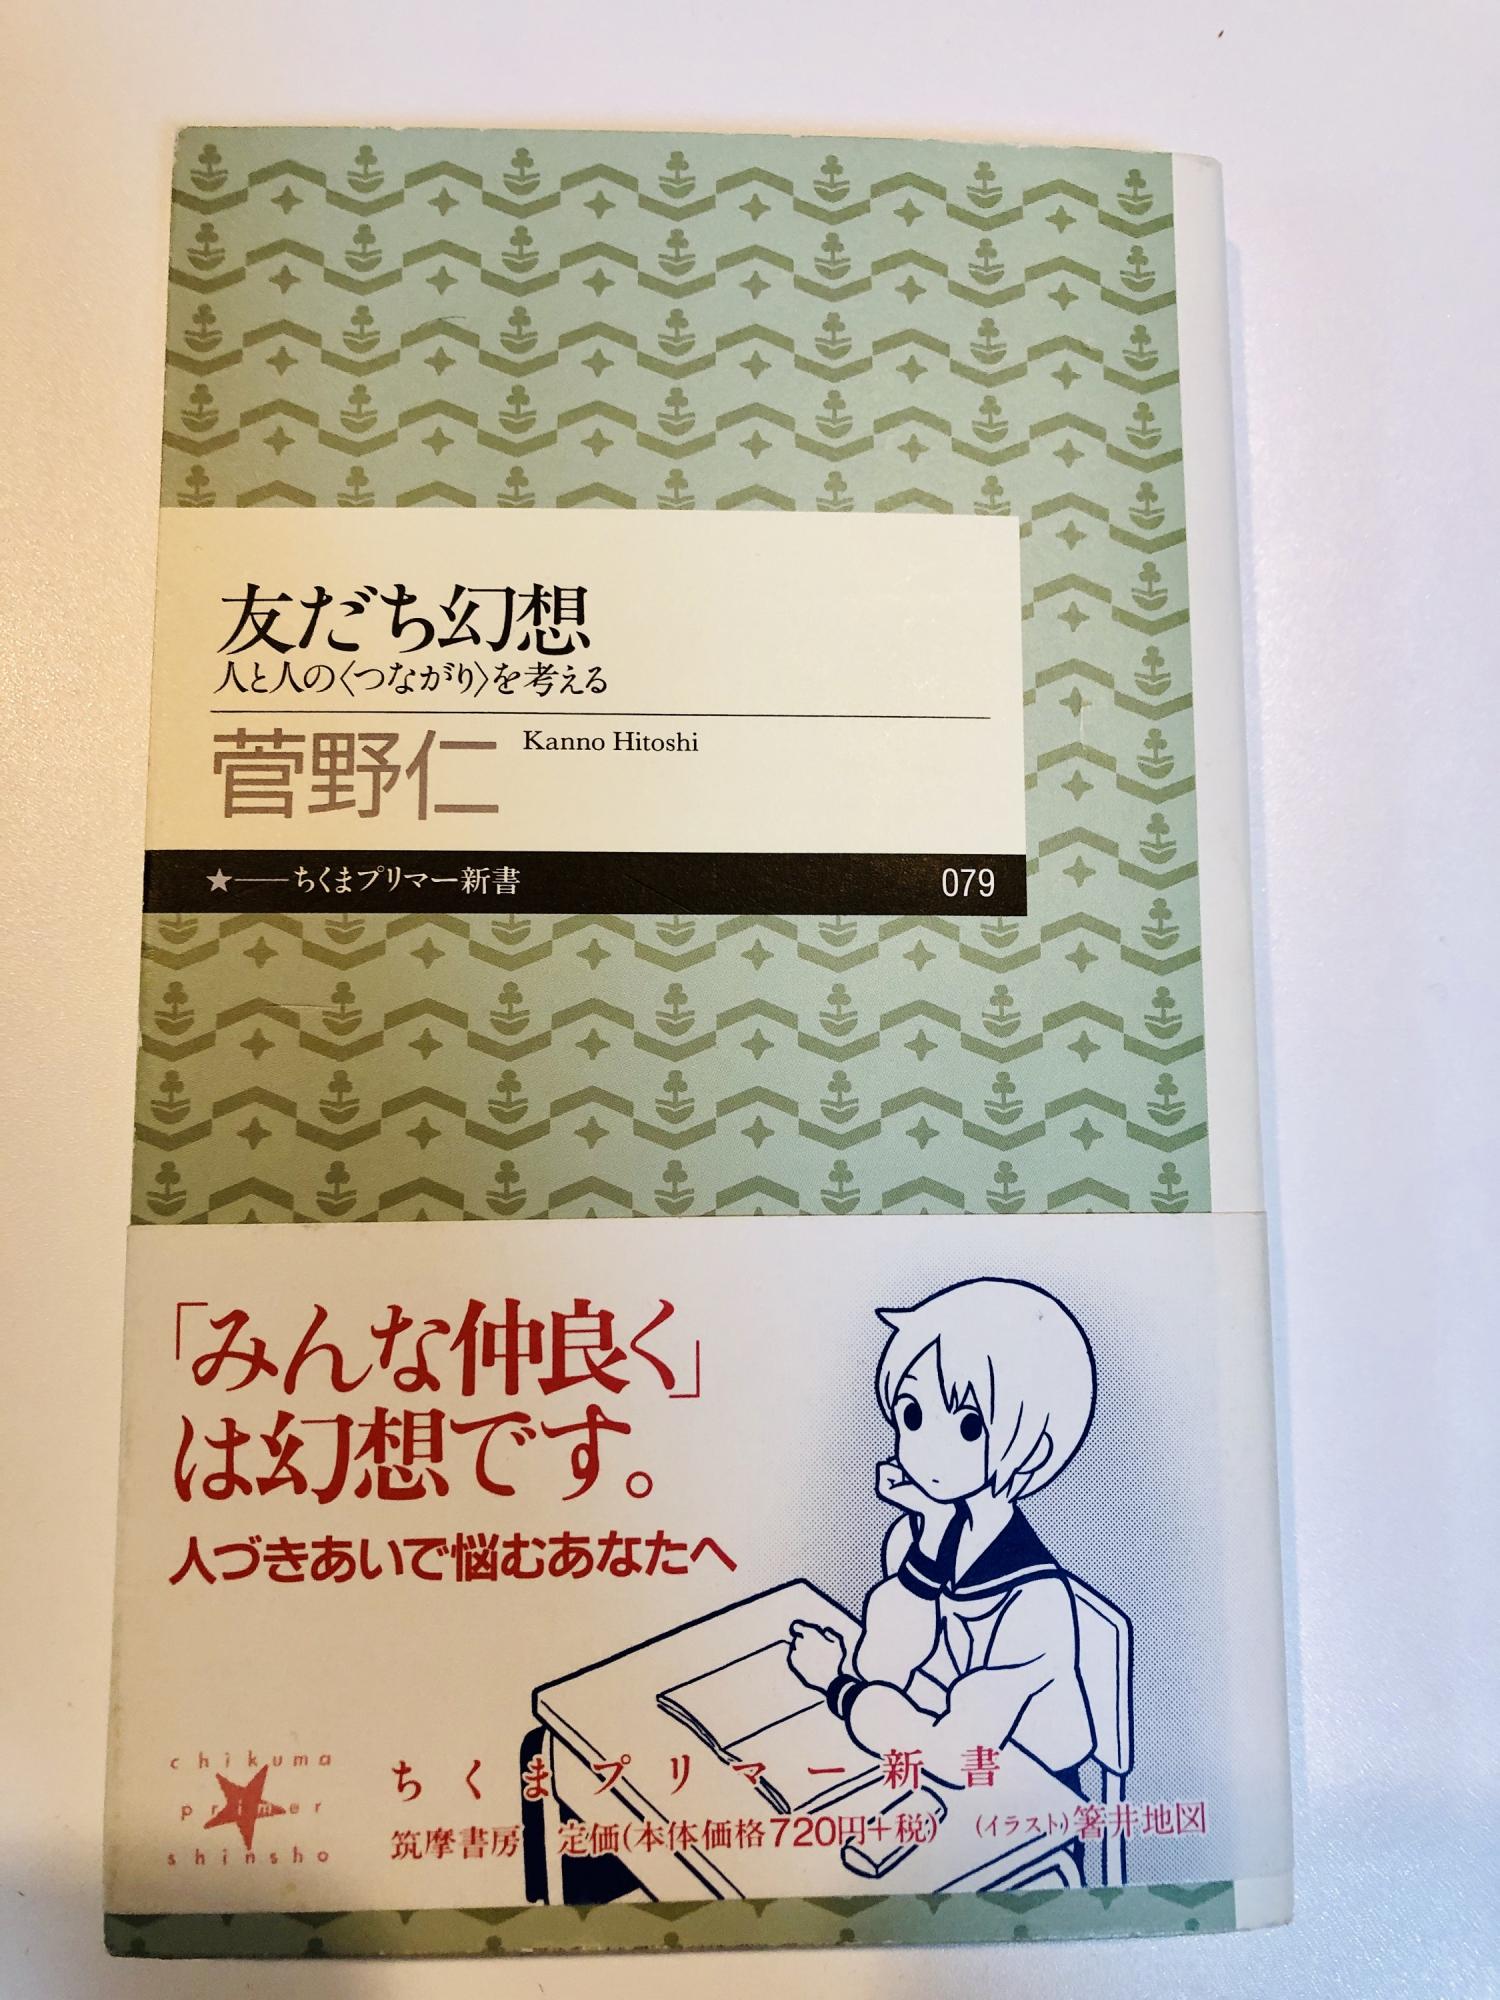 友だち幻想
人と人の〈つながり〉を考える
菅野仁 Kanno Hitoshi
★──ちくまプリマー新書 079
「みんな仲良く」
は幻想です。
人づきあいで悩むあなたへ
chikuma
primer
shinsho
ちくまプリマー新書
筑摩書房 定価(本体価格720円+税) (イラスト)箸井地図